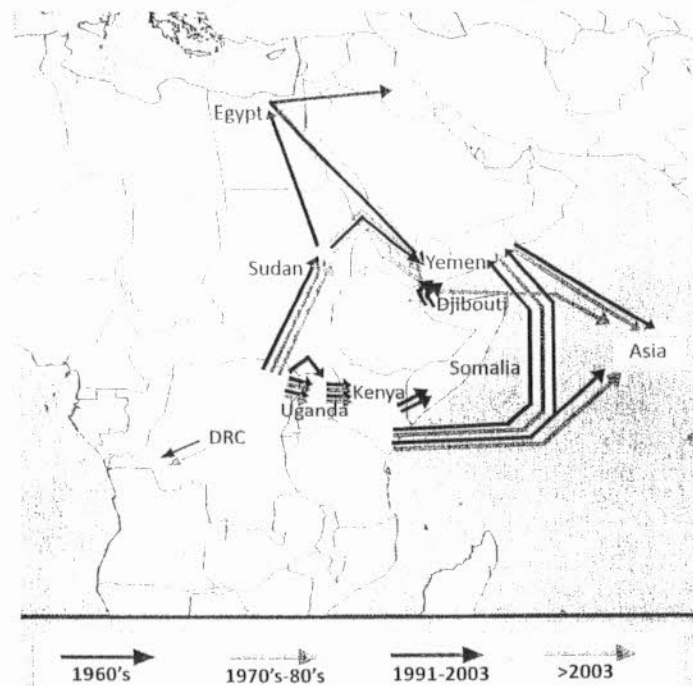 Egypt
Sudan
Yemen
Djibouti
Asia
Somalia
Kenya
Uganda
DRC
1960's
1970's-80's
1991-2003
>2003